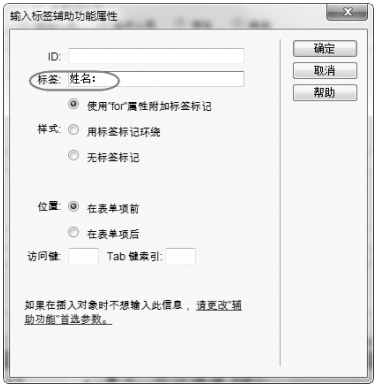 输入标签辅助功能属性
ID:
确定
标签: 姓名:
取消
使用"for"属性附加标签标记
帮助
样式: 用标签标记环绕
无标签标记
位置: 在表单项前
在表单项后
访问键: Tab 键索引:
如果在插入对象时不想输入此信息，请更改"辅
助功能"首选参数。